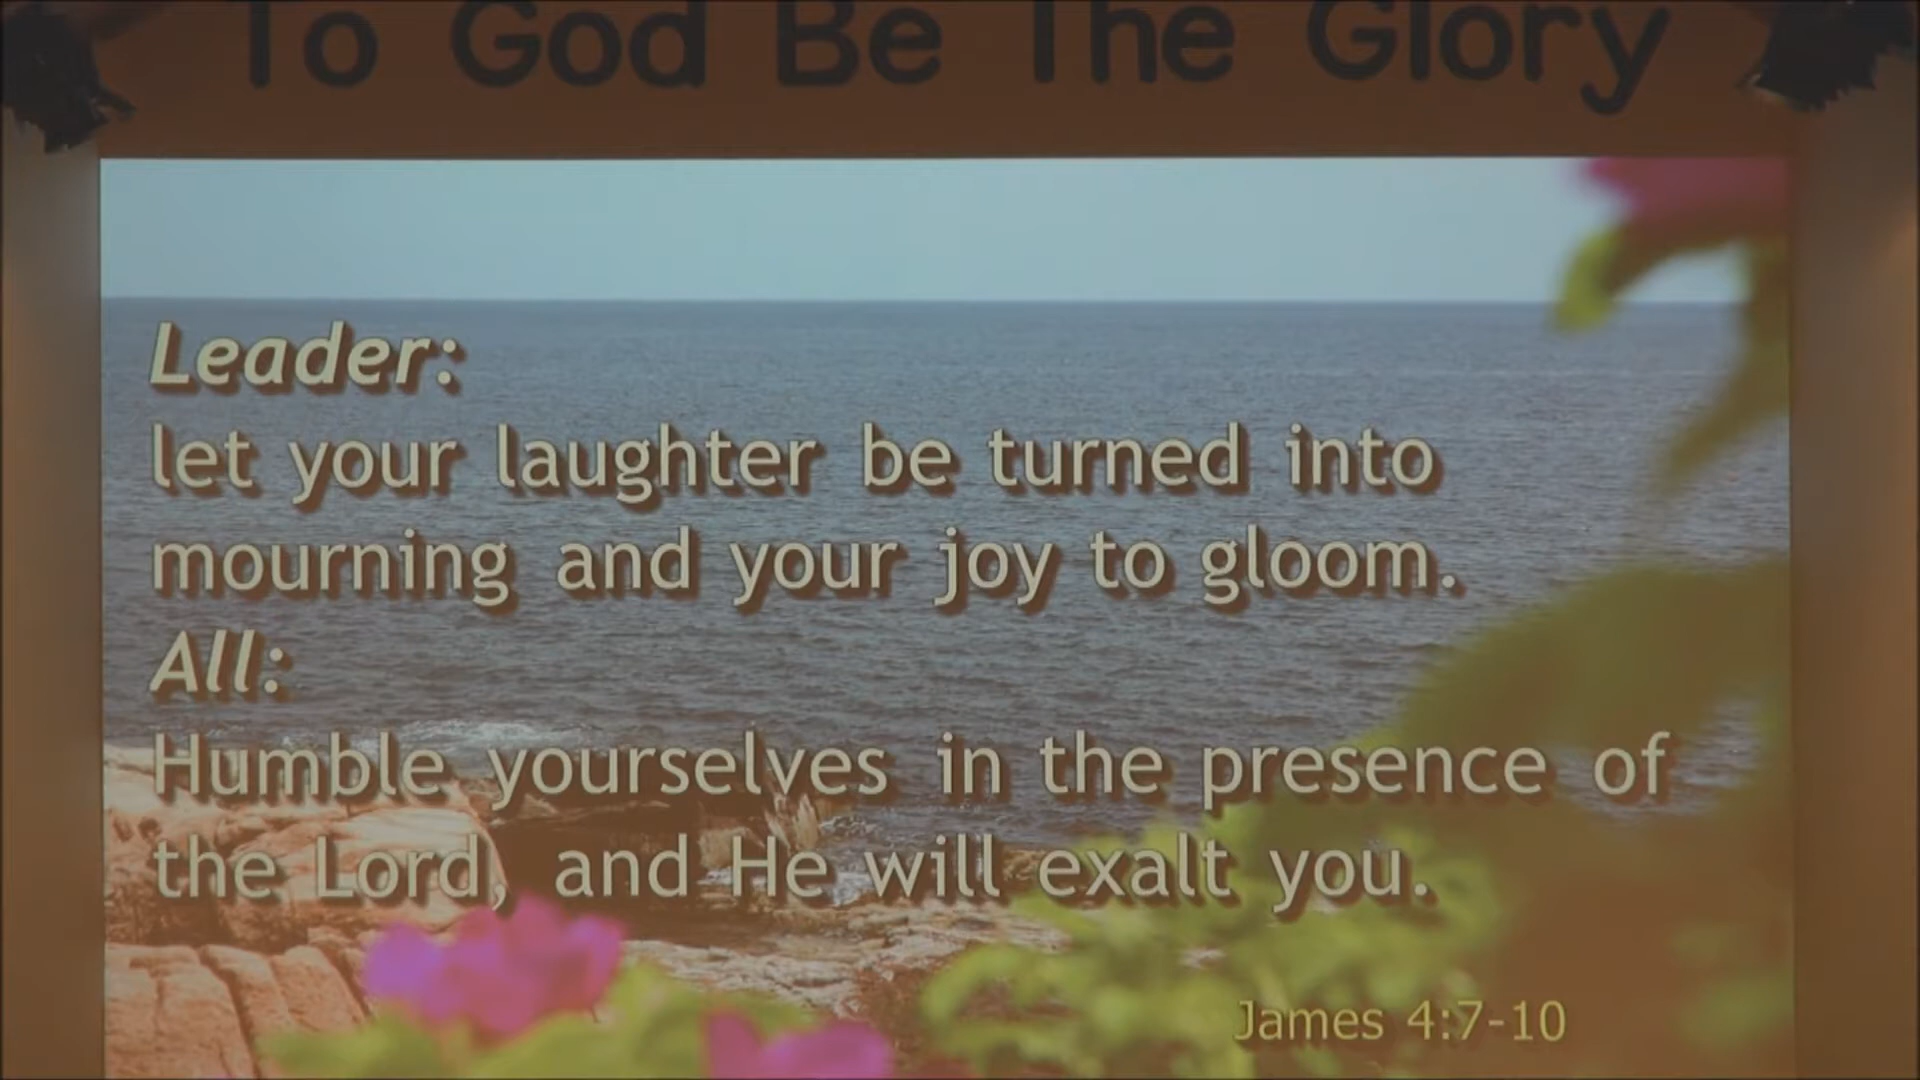 To God Be The Glory
Leader:
let your laughter be turned into
mourning and your joy to gloom.
All:
Humble yourselves in the presence of
the Lord, and He will exalt you.
James 4:7-10